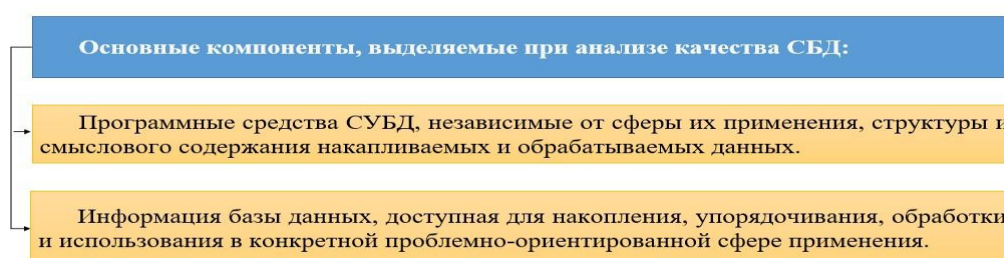 Основные компоненты, выделяемые при анализе качества СБД:
Программные средства СУБД, независимые от сферы их применения, структуры и
смыслового содержания накапливаемых и обрабатываемых данных.
Информация базы данных, доступная для накопления, упорядочивания, обработки
и использования в конкретной проблемно-ориентированной сфере применения.